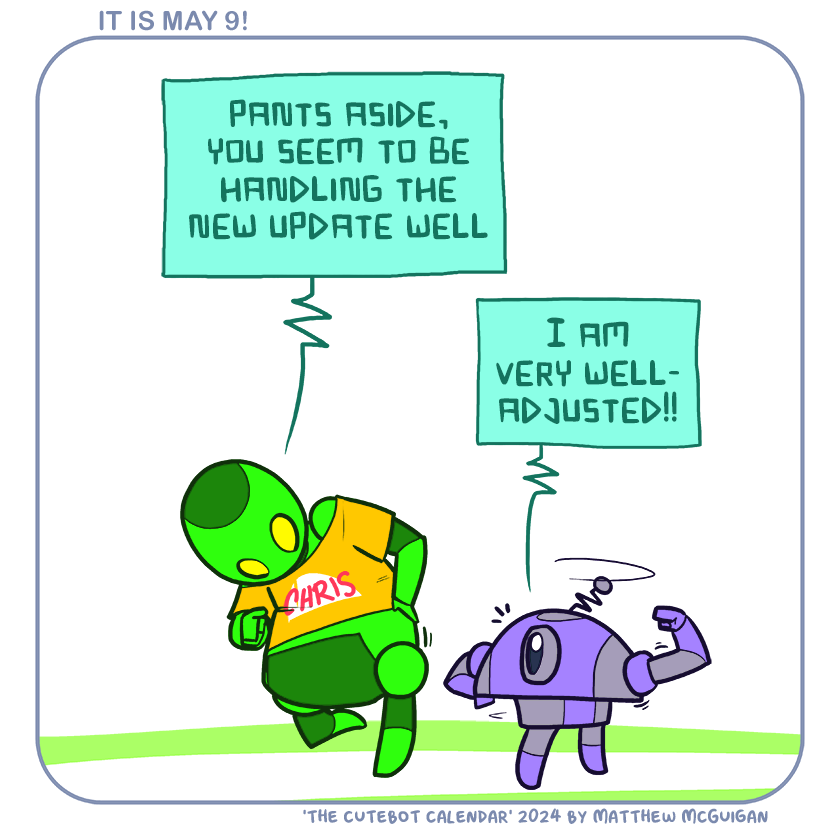 IT IS MAY 9!
PANTS ASIDE,
YOU SEEM TO BE
HANDLING THE
NEW UPDATE WELL
I AM
VERY WELL-
ADJUSTED!!
CHRIS
'THE CUTEBOT CALENDAR' 2024 BY MATTHEW MCGUIGAN